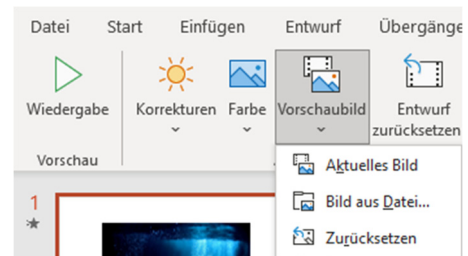 Datei Start Einfügen Entwurf Übergänge
Wiedergabe Korrekturen Farbe Vorschaubild Entwurf
zurücksetzen
Vorschau
Aktuelles Bild
1
Bild aus Datei...
Zurücksetzen